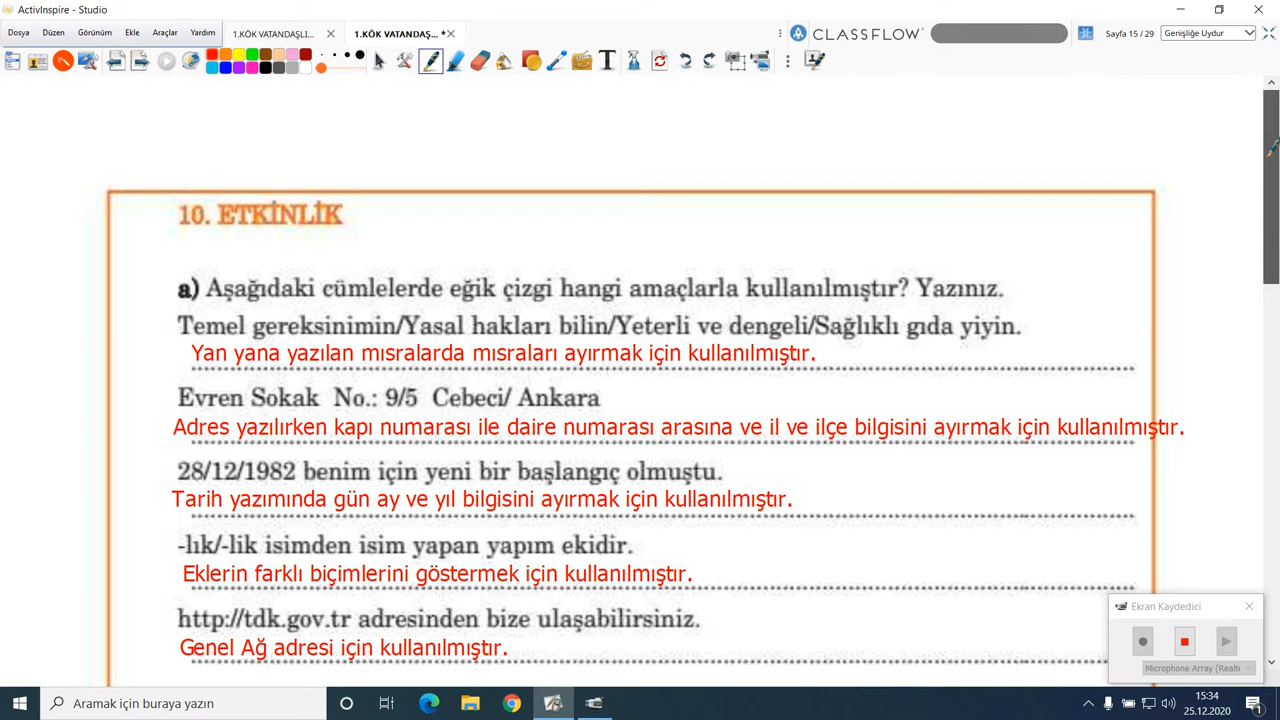 ActivInspire - Studio
Dosya Düzen Görünüm Ekle Araçlar Yardım
1.KÖK VATANDAŞLI... 1.KÖK VATANDAŞ... *
CLASSFLOW
Sayfa 15 / 29
Genişliğe Uydur
10. ETKİNLİK
a) Aşağıdaki cümlelerde eğik çizgi hangi amaçlarla kullanılmıştır? Yazınız.
Temel gereksinimin/Yasal hakları bilin/Yeterli ve dengeli/Sağlıklı gıda yiyin.
Yan yana yazılan mısralarda mısraları ayırmak için kullanılmıştır.
Evren Sokak No.: 9/5 Cebeci/ Ankara
Adres yazılırken kapı numarası ile daire numarası arasına ve il ve ilçe bilgisini ayırmak için kullanılmıştır.
28/12/1982 benim için yeni bir başlangıç olmuştu.
Tarih yazımında gün ay ve yıl bilgisini ayırmak için kullanılmıştır.
-lık/-lik isimden isim yapan yapım ekidir.
Eklerin farklı biçimlerini göstermek için kullanılmıştır.
http://tdk.gov.tr adresinden bize ulaşabilirsiniz.
Genel Ağ adresi için kullanılmıştır.
Ekran Kaydedici
Microphone Array (Realte
Aramak için buraya yazın
15:34
25.12.2020
1